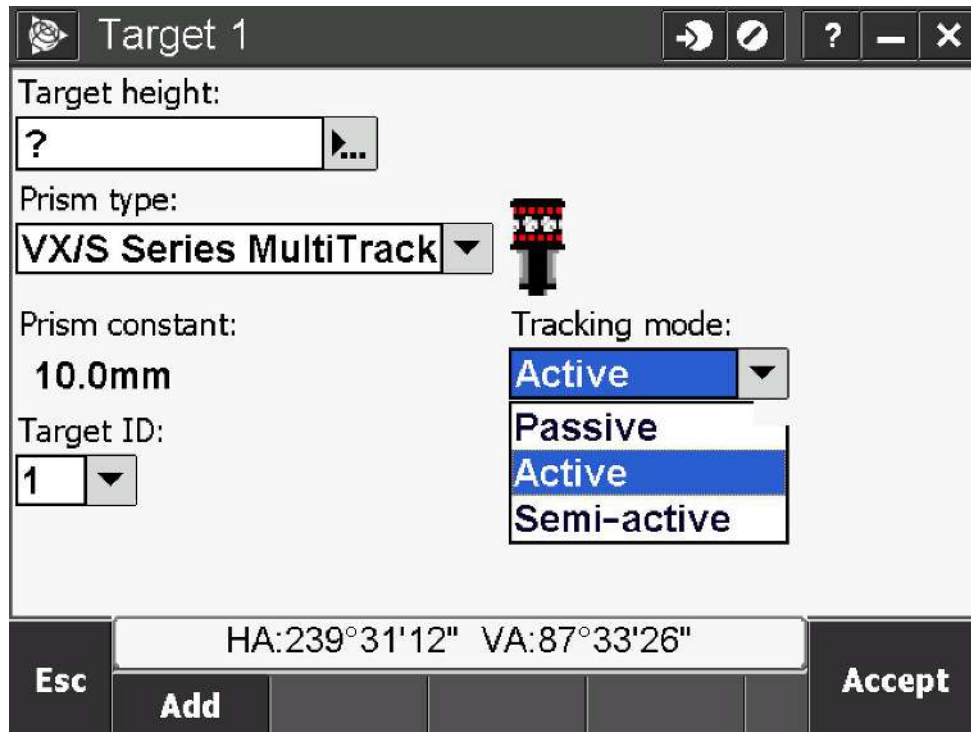 Target 1
?
Target height:
?
Prism type:
VX/S Series MultiTrack
Prism constant:
10.0mm
Tracking mode:
Active
Passive
Active
Semi-active
Target ID:
1
HA:239°31'12" VA:87°33'26"
Esc
Add
Accept